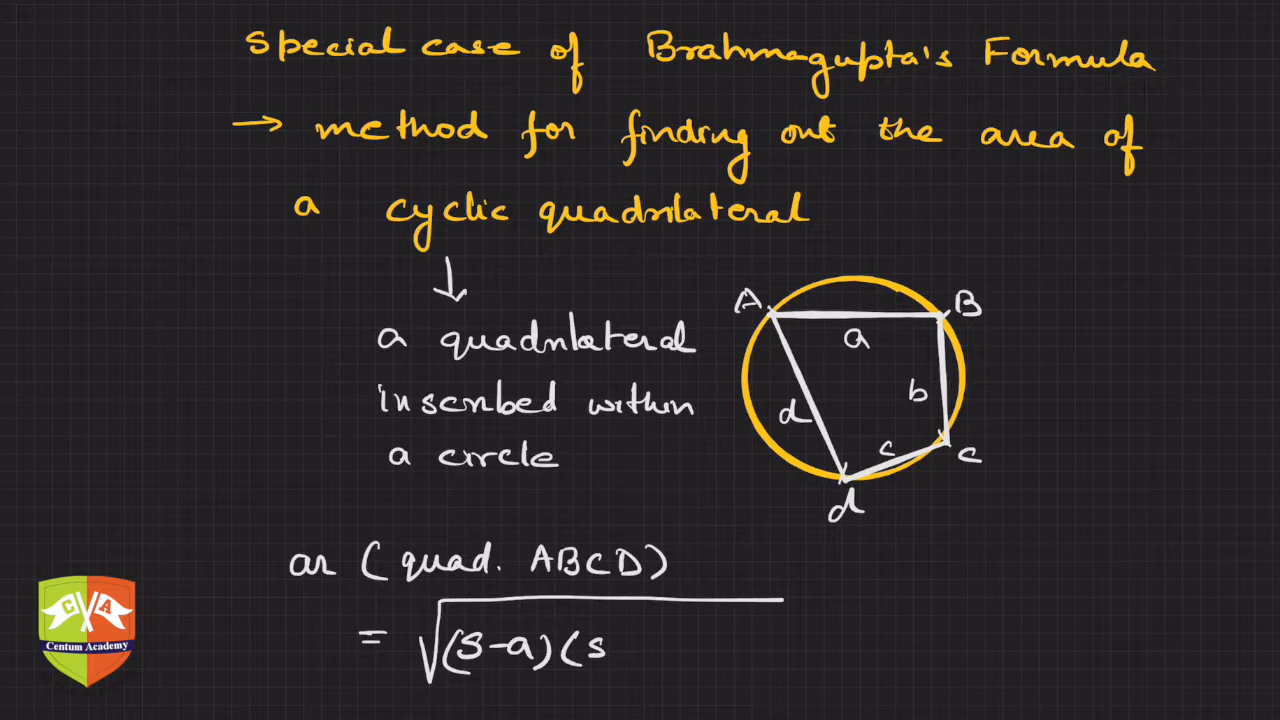 Special case of Brahmagupta's Formula
→ method for finding out the area of
a cyclic quadrilateral
↓
a quadrilateral
inscribed within
a circle
A
B
a
b
d
c
C
d
ar (quad. ABCD)
= √(S-a)(s
C A
Centum Academy